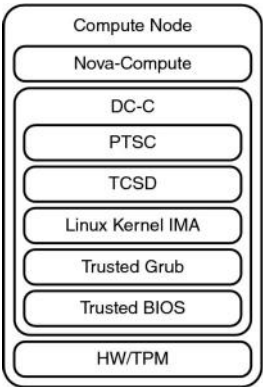 Compute Node
Nova-Compute
DC-C
PTSC
TCSD
Linux Kernel IMA
Trusted Grub
Trusted BIOS
HW/TPM